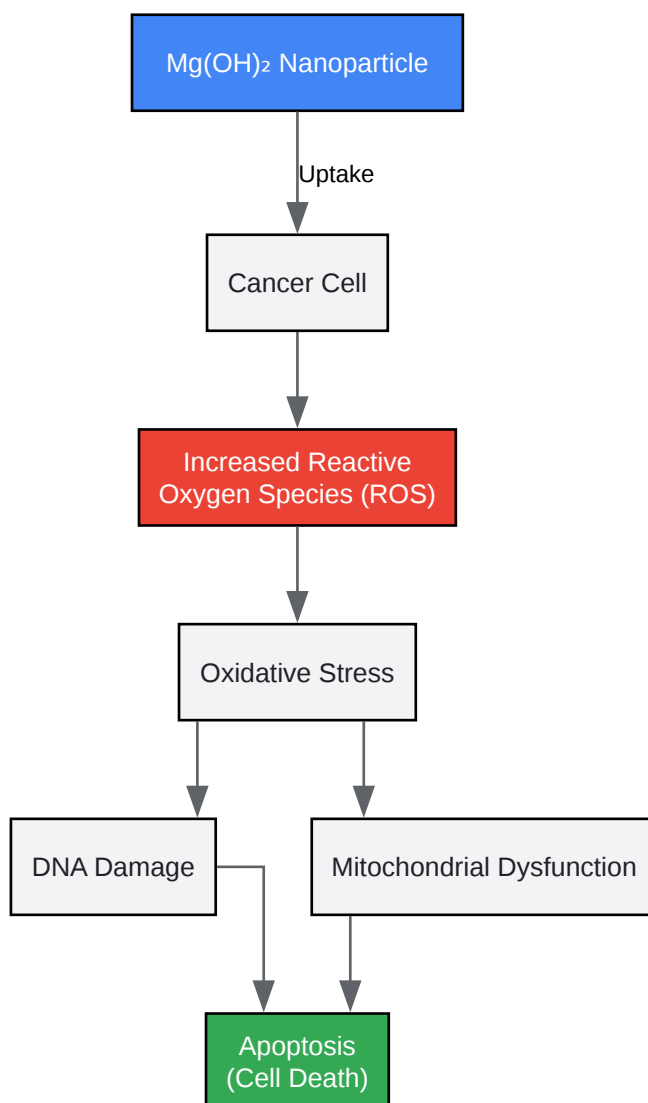 Mg(OH)₂ Nanoparticle
Uptake
Cancer Cell
Increased Reactive
Oxygen Species (ROS)
Oxidative Stress
DNA Damage
Mitochondrial Dysfunction
Apoptosis
(Cell Death)